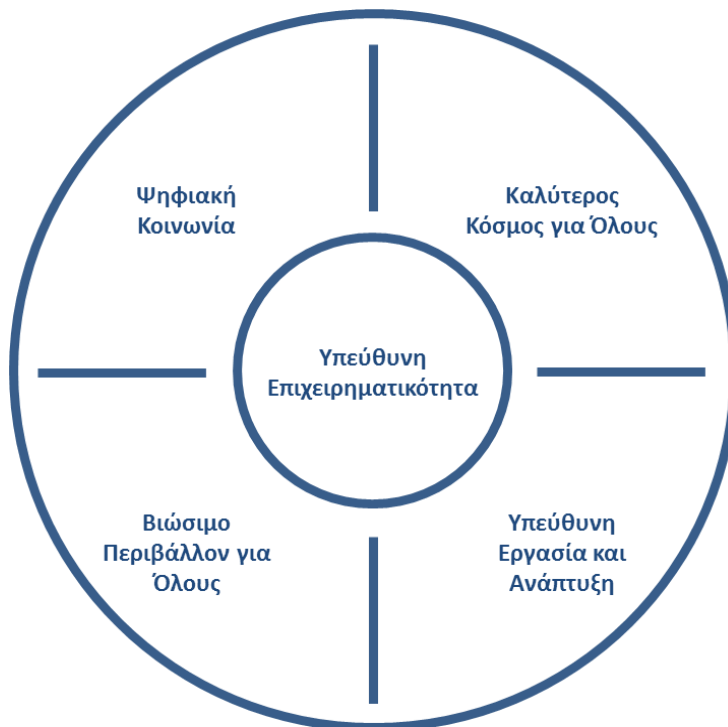 Ψηφιακή
Κοινωνία
Καλύτερος
Κόσμος για Όλους
Υπεύθυνη
Επιχειρηματικότητα
Βιώσιμο
Περιβάλλον για
Όλους
Υπεύθυνη
Εργασία και
Ανάπτυξη